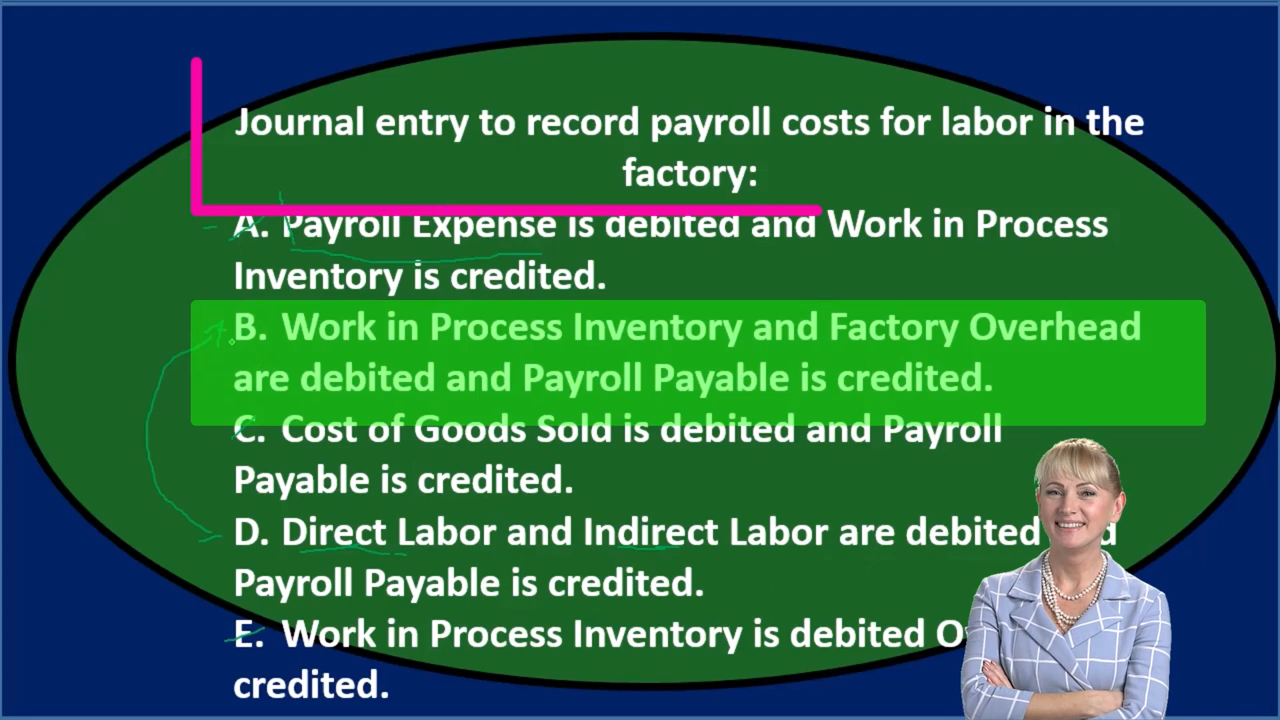 Journal entry to record payroll costs for labor in the
factory:
A. Payroll Expense is debited and Work in Process
Inventory is credited.
B. Work in Process Inventory and Factory Overhead
are debited and Payroll Payable is credited.
C. Cost of Goods Sold is debited and Payroll
Payable is credited.
D. Direct Labor and Indirect Labor are debited
Payroll Payable is credited.
E. Work in Process Inventory is debited
credited.